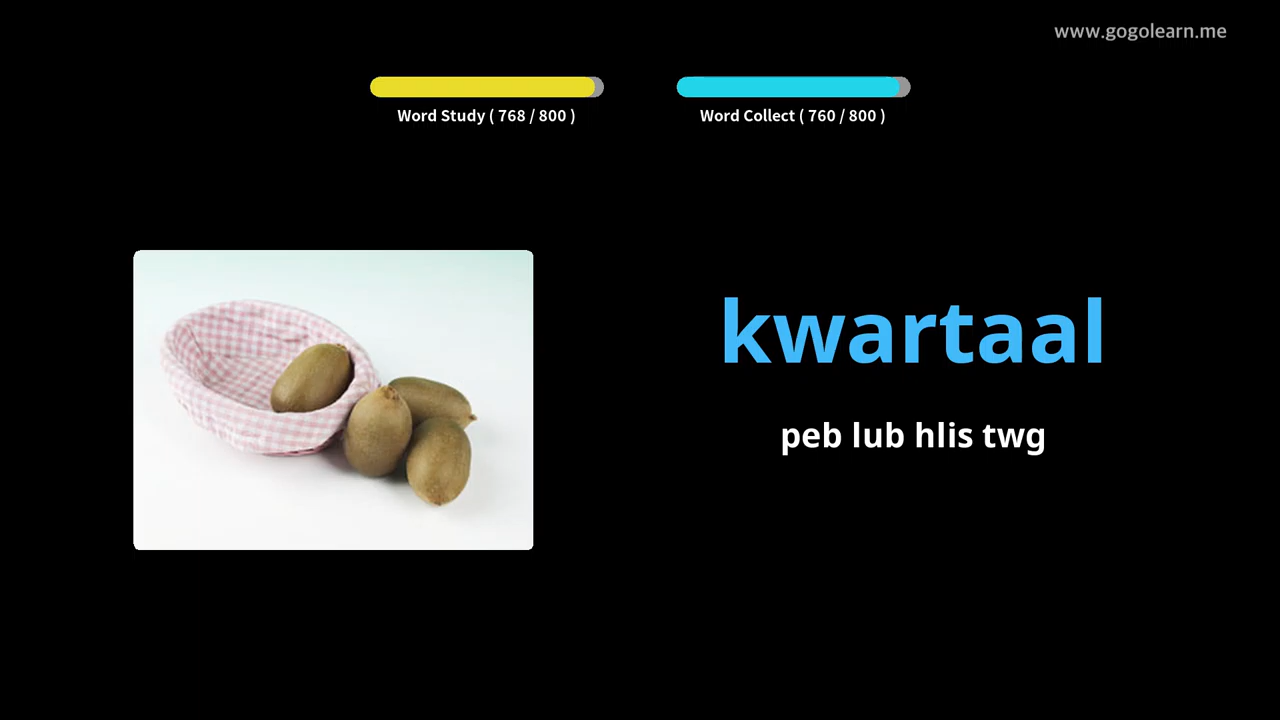 www.gogolearn.me
Word Study ( 768 / 800 )
Word Collect ( 760 / 800 )
kwartaal
peb lub hlis twg